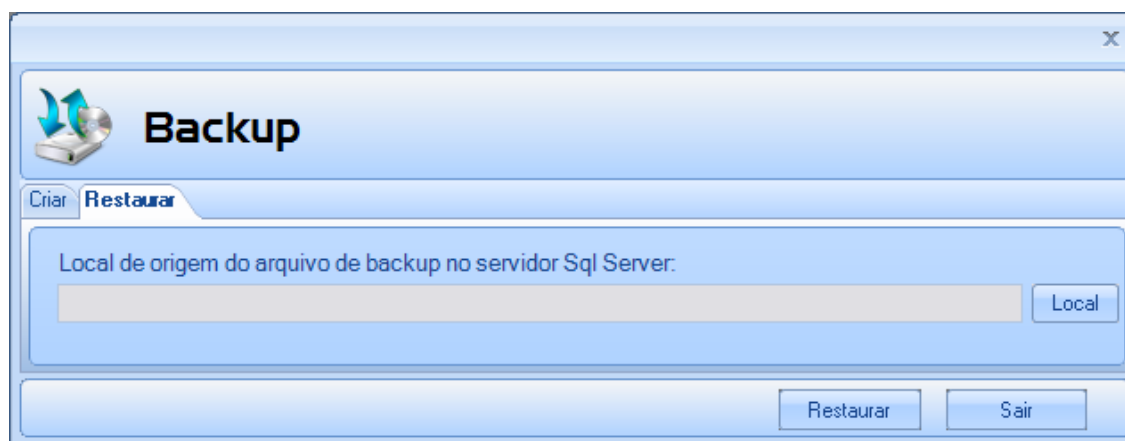 x
Backup
Criar Restaurar
Local de origem do arquivo de backup no servidor Sql Server:
Local
Restaurar Sair